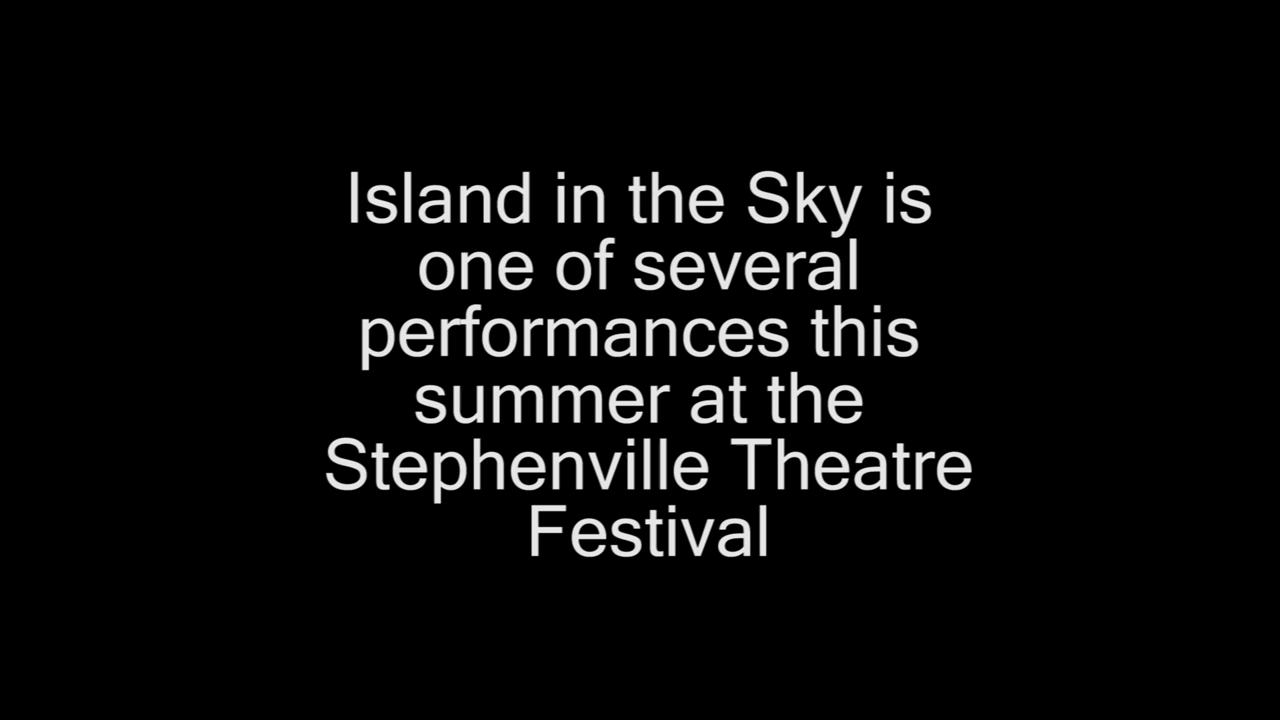 Island in the Sky is
one of several
performances this
summer at the
Stephenville Theatre
Festival